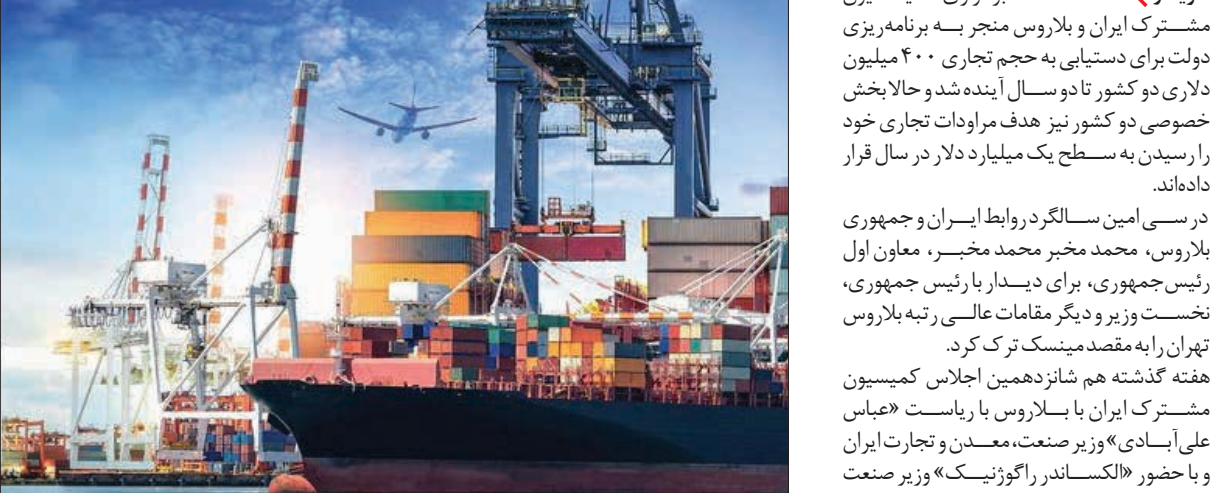 مشترک ایران و بلاروس منجر به برنامه‌ریزی
دولت برای دستیابی به حجم تجاری ۴۰۰ میلیون
دلاری دو کشور تا دو سال آینده شد و حالا بخش
خصوصی دو کشور نیز هدف مراودات تجاری خود
را رسیدن به سطح یک میلیارد دلار در سال قرار
داده‌اند.
در سی امین سالگرد روابط ایران و جمهوری
بلاروس، محمد مخبر محمد مخبر، معاون اول
رئیس‌جمهوری، برای دیدار با رئیس جمهوری،
نخست وزیر و دیگر مقامات عالی رتبه بلاروس
تهران را به مقصد مینسک ترک کرد.
هفته گذشته هم شانزدهمین اجلاس کمیسیون
مشترک ایران با بلاروس با ریاست «عباس
علی‌آبادی» وزیر صنعت، معدن و تجارت ایران
و با حضور «الکساندر راگوژنیک» وزیر صنعت